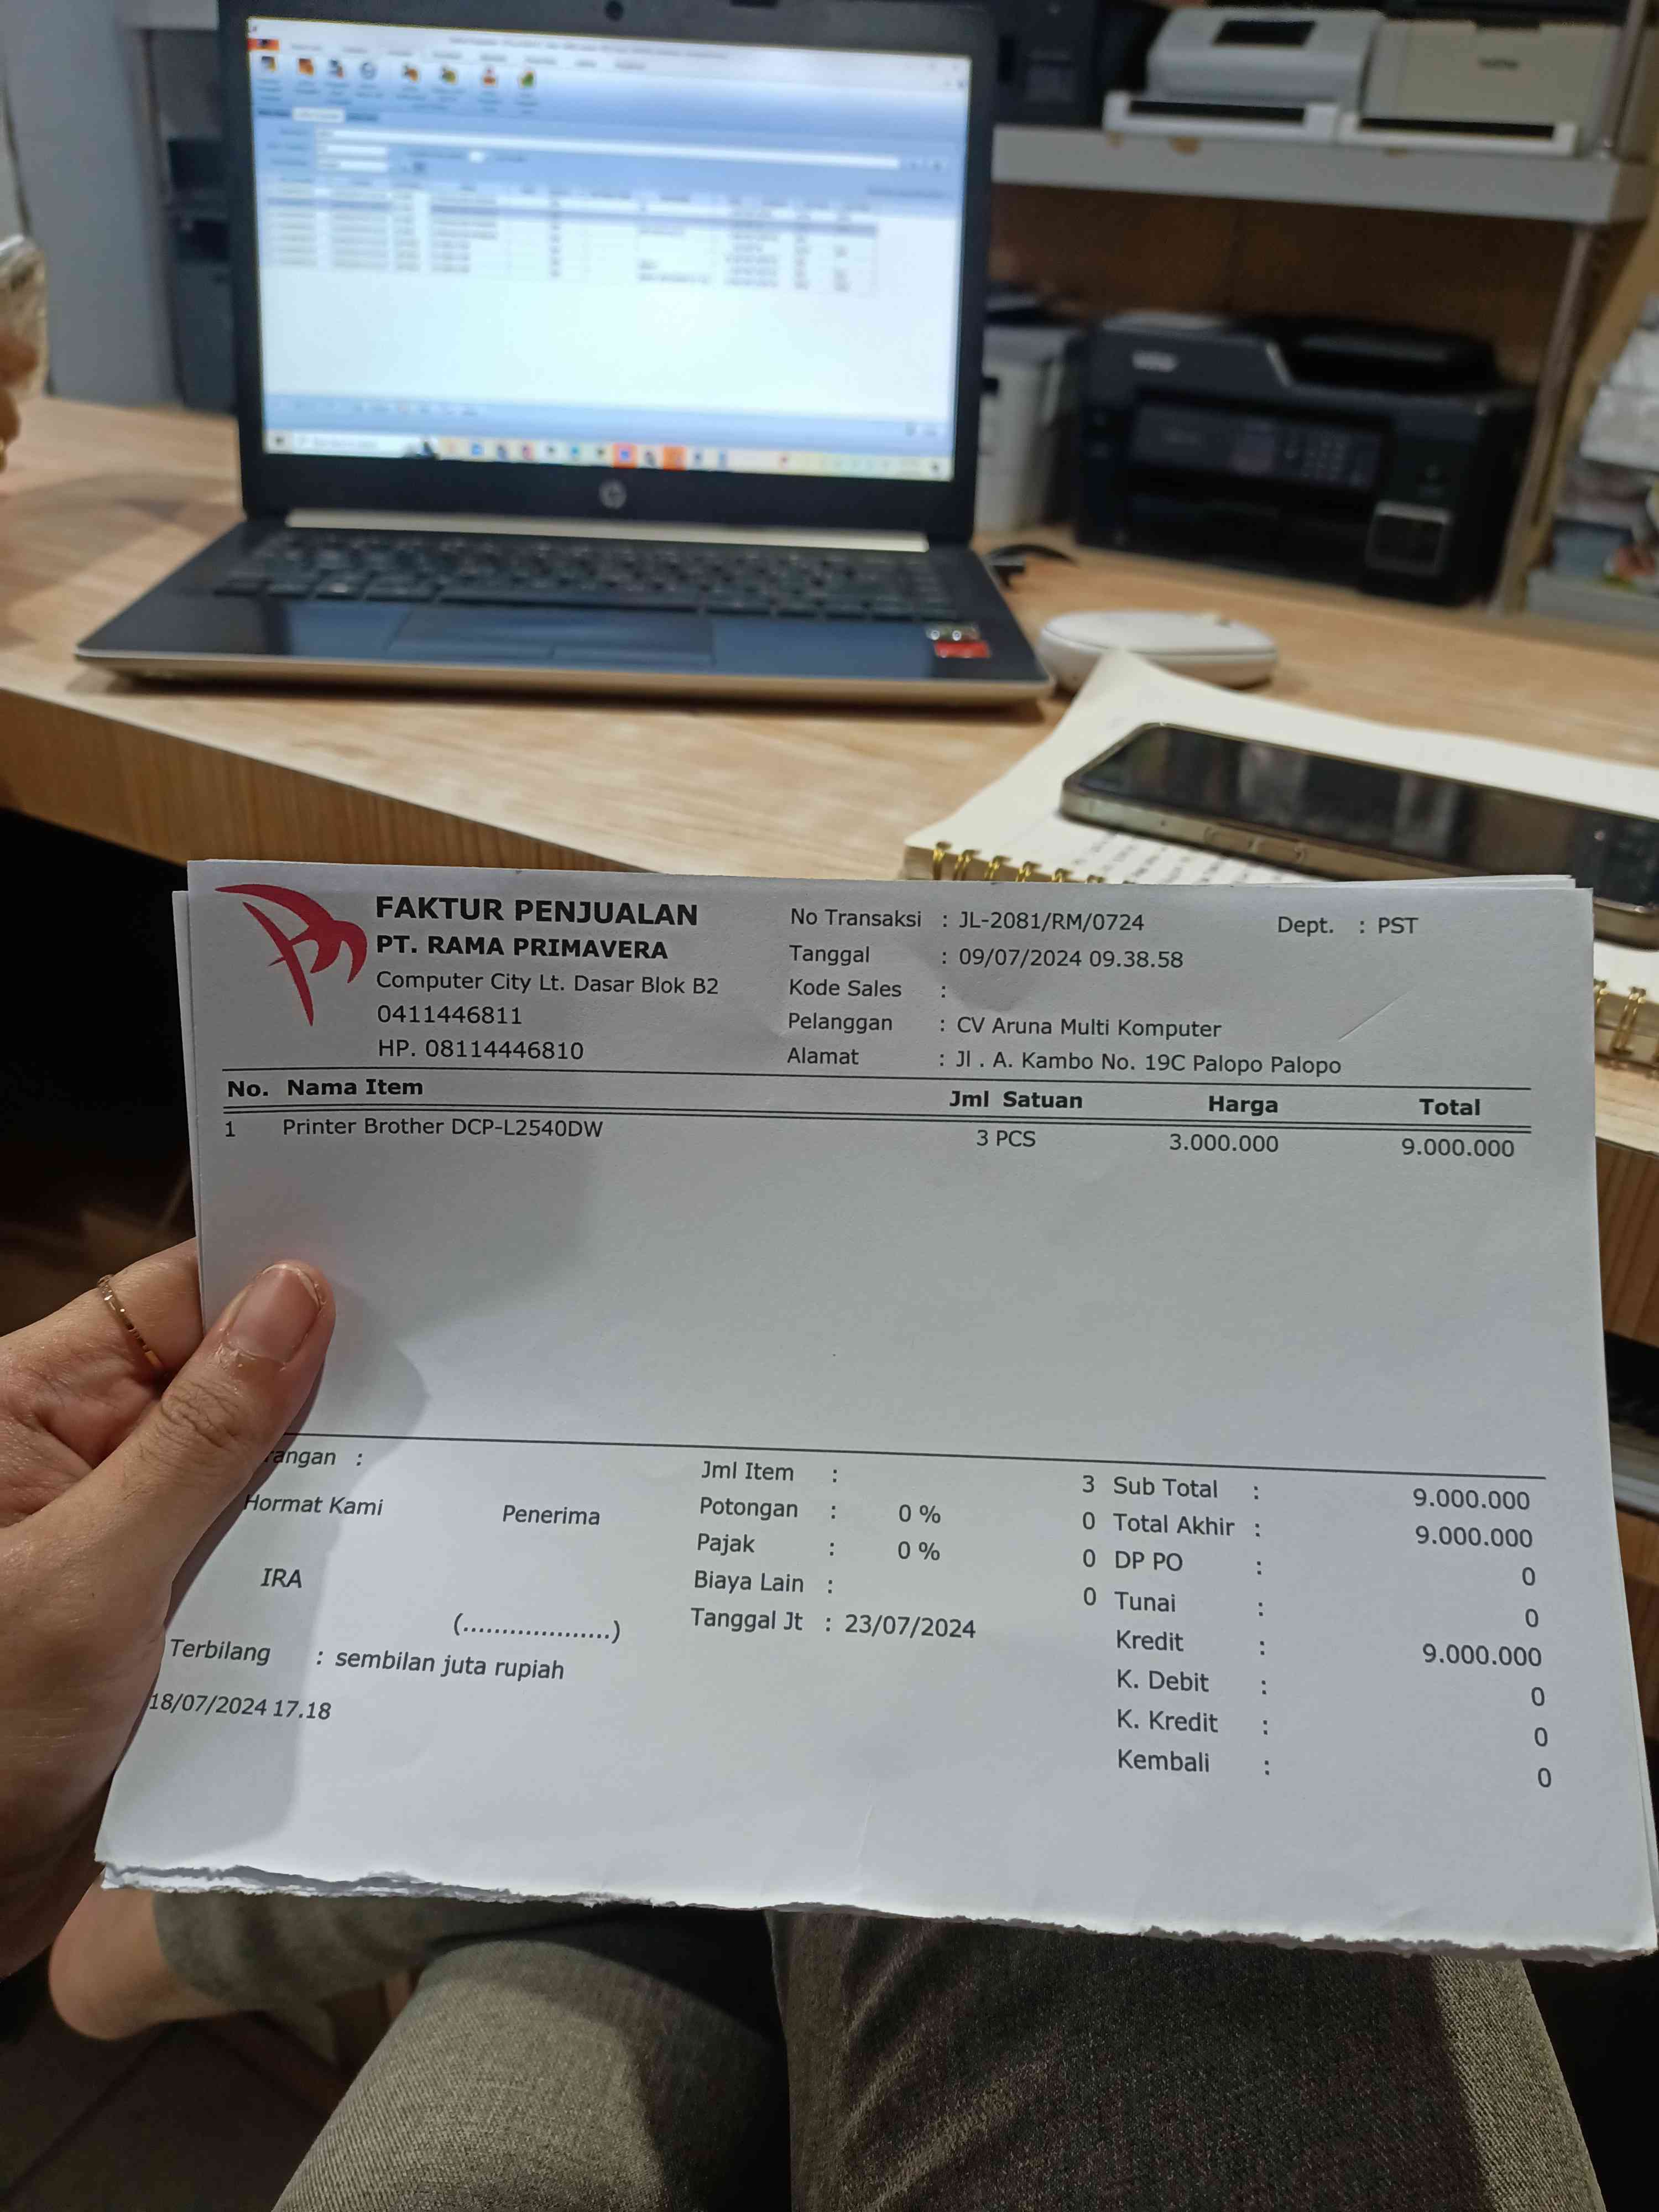 FAKTUR PENJUALAN
PT. RAMA PRIMAVERA
Computer City Lt. Dasar Blok B2
0411446811
HP. 08114446810
No Transaksi : JL-2081/RM/0724 Dept. : PST
Tanggal : 09/07/2024 09.38.58
Kode Sales :
Pelanggan : CV Aruna Multi Komputer
Alamat : Jl . A. Kambo No. 19C Palopo Palopo
No. Nama Item Jml Satuan Harga Total
1 Printer Brother DCP-L2540DW 3 PCS 3.000.000 9.000.000
rangan :
Hormat Kami Penerima
IRA
(...................)
Terbilang : sembilan juta rupiah
18/07/2024 17.18
Jml Item : 3
Potongan : 0 % 0
Pajak : 0 % 0
Biaya Lain : 0
Tanggal Jt : 23/07/2024
Sub Total : 9.000.000
Total Akhir : 9.000.000
DP PO : 0
Tunai : 0
Kredit : 9.000.000
K. Debit : 0
K. Kredit : 0
Kembali : 0